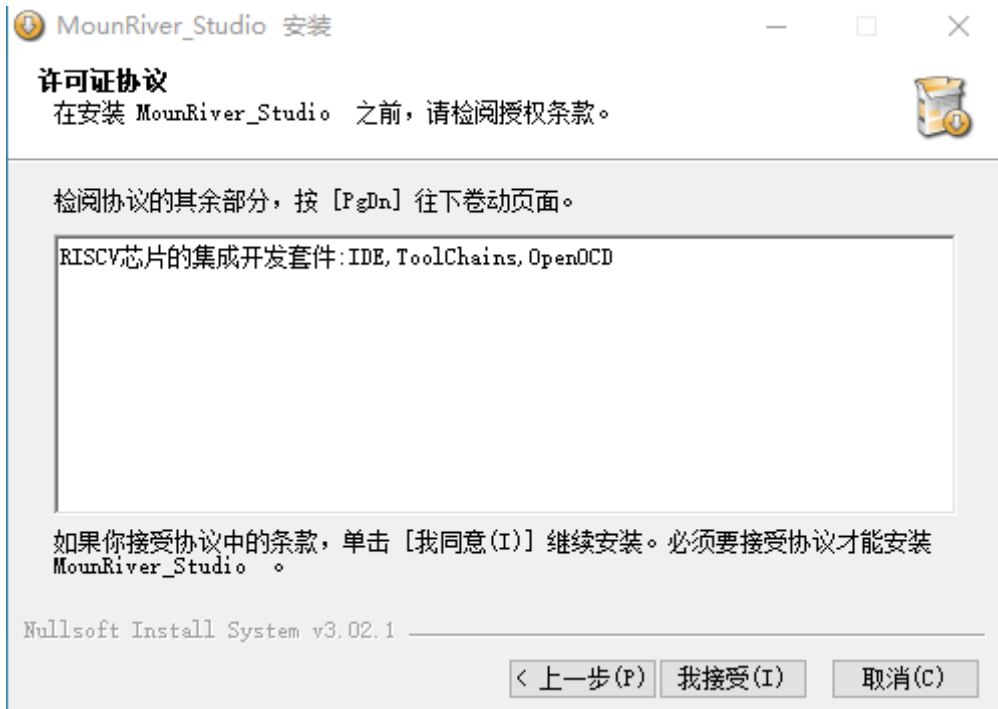 MounRiver_Studio 安装
许可证协议
在安装 MounRiver_Studio 之前，请检阅授权条款。
检阅协议的其余部分，按 [PgDn] 往下卷动页面。
RISCV芯片的集成开发套件:IDE,ToolChains,OpenOCD
如果你接受协议中的条款，单击 [我同意(I)] 继续安装。必须要接受协议才能安装
MounRiver_Studio 。
Nullsoft Install System v3.02.1
< 上一步(P)
我接受(I)
取消(C)